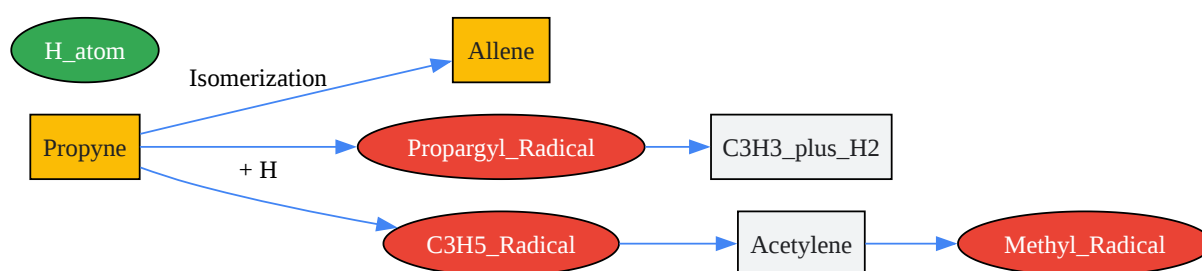 H_atom
Allene
Isomerization
Propyne
Propargyl_Radical
C3H3_plus_H2
+ H
C3H5_Radical
Acetylene
Methyl_Radical